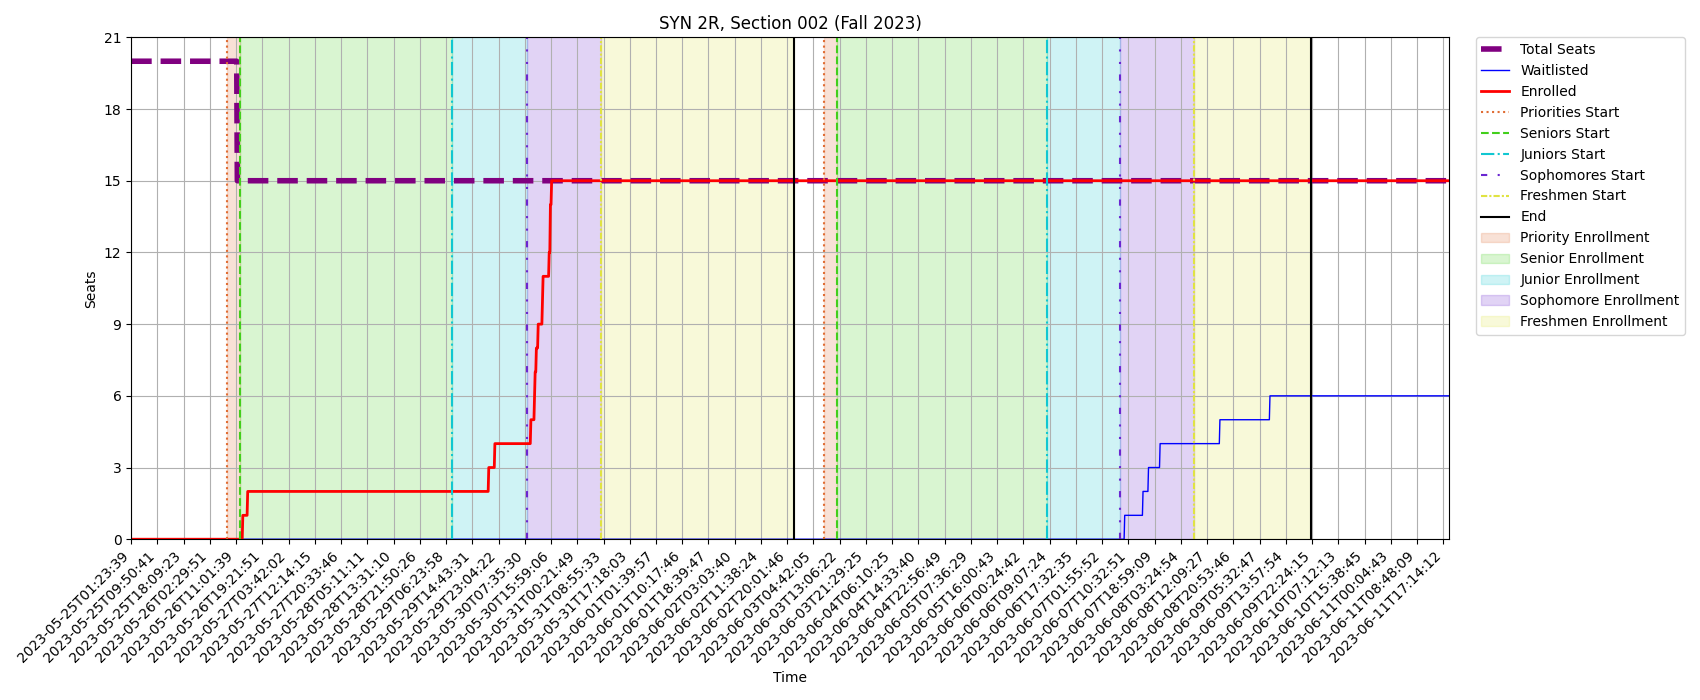 SYN 2R, Section 002 (Fall 2023)
21
18
15
12
9
6
3
0
Seats
2023-05-25T01:23:39
2023-05-25T09:50:41
2023-05-25T18:09:23
2023-05-26T02:29:51
2023-05-26T11:01:39
2023-05-26T19:21:51
2023-05-27T03:42:02
2023-05-27T12:14:15
2023-05-27T20:33:46
2023-05-28T05:11:11
2023-05-28T13:31:10
2023-05-28T21:50:26
2023-05-29T06:23:58
2023-05-29T14:43:31
2023-05-29T23:04:22
2023-05-30T07:35:30
2023-05-30T15:59:06
2023-05-31T00:21:49
2023-05-31T08:55:33
2023-05-31T17:18:03
2023-06-01T01:39:57
2023-06-01T10:17:46
2023-06-01T18:39:47
2023-06-02T03:03:40
2023-06-02T11:38:24
2023-06-02T20:01:46
2023-06-03T04:42:05
2023-06-03T13:06:22
2023-06-03T21:29:25
2023-06-04T06:10:25
2023-06-04T14:33:40
2023-06-04T22:56:49
2023-06-05T07:36:29
2023-06-05T16:00:43
2023-06-06T00:24:42
2023-06-06T09:07:24
2023-06-06T17:32:35
2023-06-07T01:55:52
2023-06-07T10:32:51
2023-06-07T18:59:09
2023-06-08T03:24:54
2023-06-08T12:09:27
2023-06-08T20:53:46
2023-06-09T05:32:47
2023-06-09T13:57:54
2023-06-09T22:24:15
2023-06-10T07:12:13
2023-06-10T15:38:45
2023-06-11T00:04:43
2023-06-11T08:48:09
2023-06-11T17:14:12
Time
Total Seats
Waitlisted
Enrolled
Priorities Start
Seniors Start
Juniors Start
Sophomores Start
Freshmen Start
End
Priority Enrollment
Senior Enrollment
Junior Enrollment
Sophomore Enrollment
Freshmen Enrollment